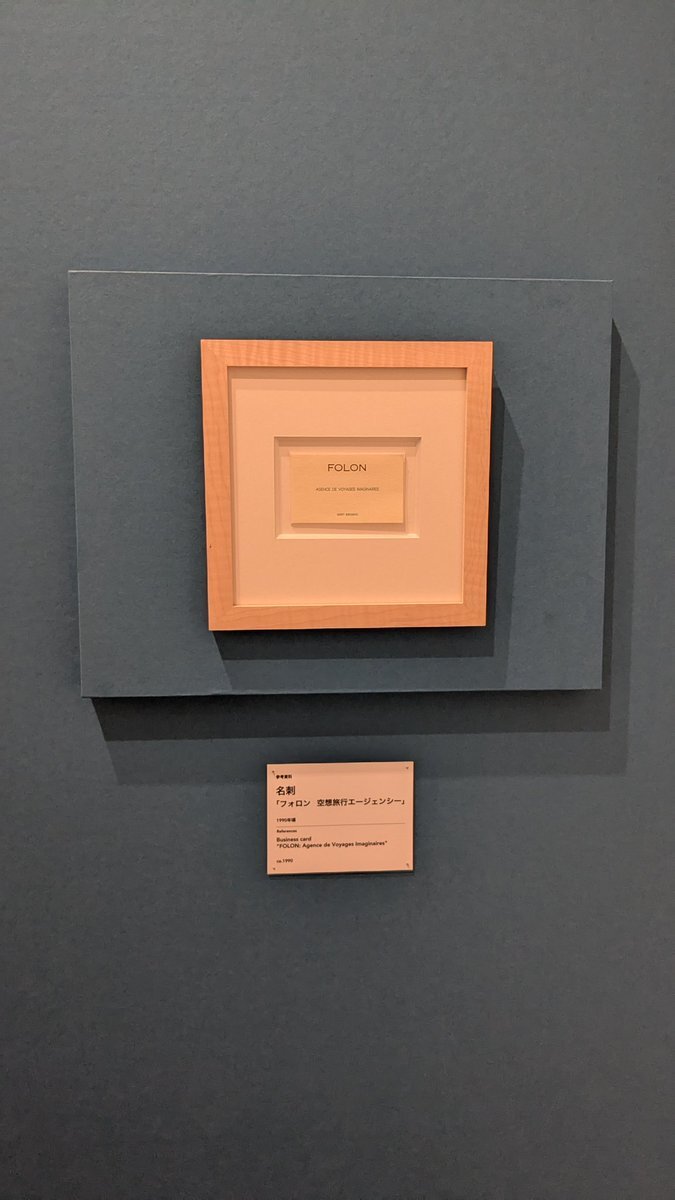 FOLON
AGENCE DE VOYAGES IMAGINAIRES
参考資料
名刺
「フォロン　空想旅行エージェンシー」
1990年頃
References
Business card
"FOLON: Agence de Voyages Imaginaires"
ca.1990